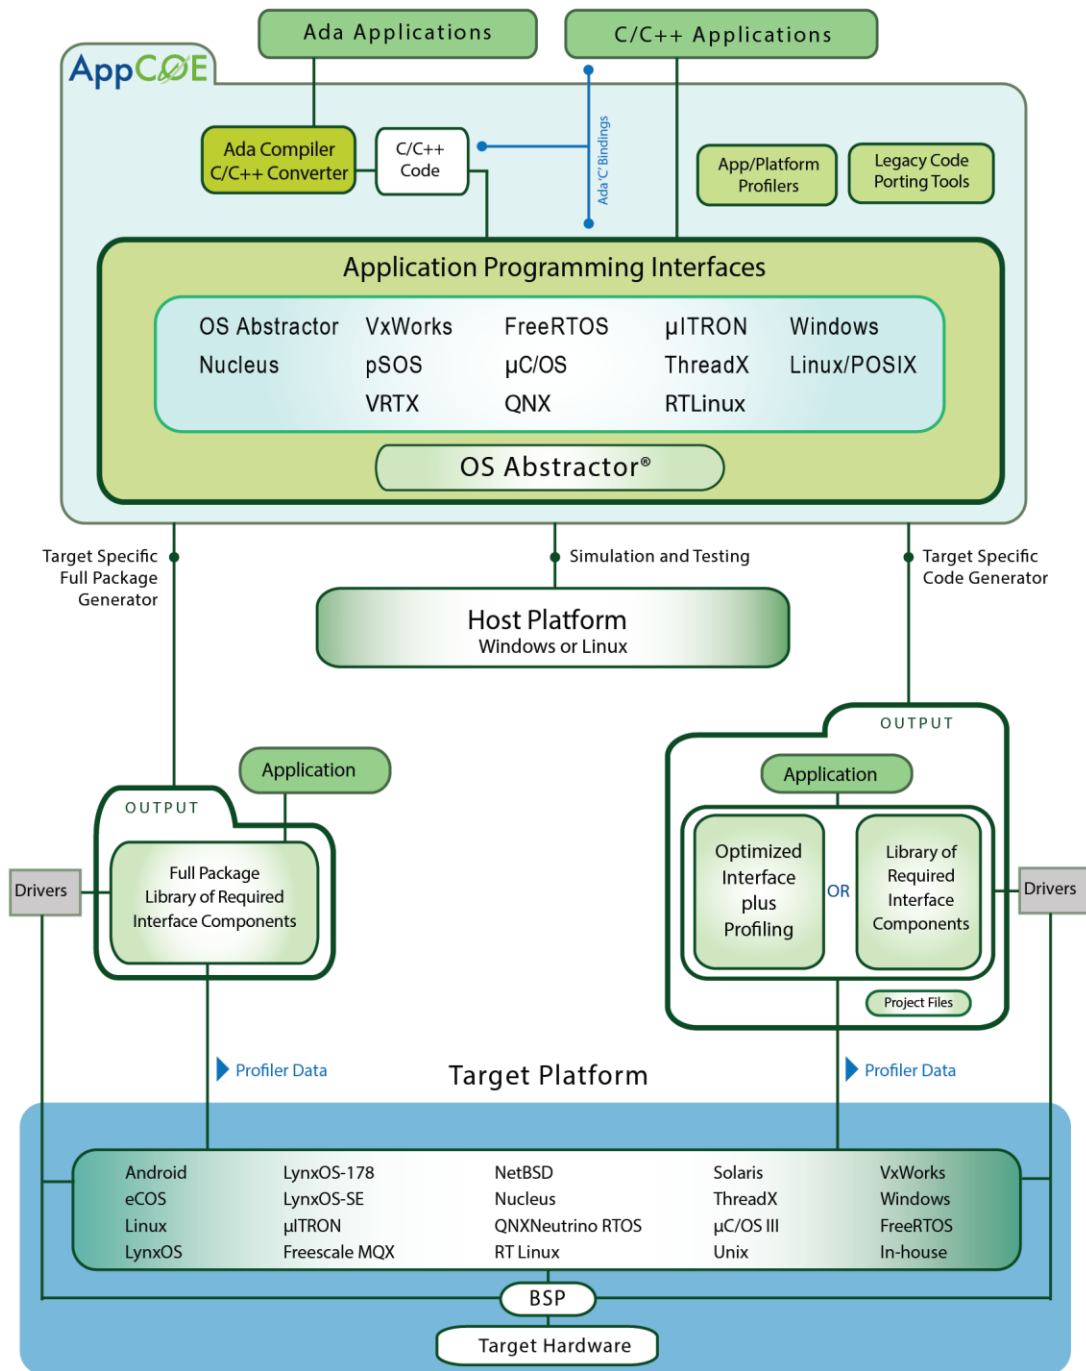 Ada Applications
C/C++ Applications
AppCOE
Ada Compiler
C/C++ Converter
C/C++
Code
Ada 'C' Bindings
App/Platform
Profilers
Legacy Code
Porting Tools
Application Programming Interfaces
OS Abstractor VxWorks FreeRTOS µITRON Windows
Nucleus pSOS µC/OS ThreadX Linux/POSIX
VRTX QNX RTLinux
OS Abstractor®
Target Specific
Full Package
Generator
Simulation and Testing
Target Specific
Code Generator
Host Platform
Windows or Linux
OUTPUT
Application
OUTPUT
Application
Full Package
Library of Required
Interface Components
Drivers
Optimized
Interface
plus
Profiling
OR
Library of
Required
Interface
Components
Drivers
Project Files
Profiler Data
Target Platform
Profiler Data
Android LynxOS-178 NetBSD Solaris VxWorks
eCOS LynxOS-SE Nucleus ThreadX Windows
Linux µITRON QNXNeutrino RTOS µC/OS III FreeRTOS
LynxOS Freescale MQX RT Linux Unix In-house
BSP
Target Hardware